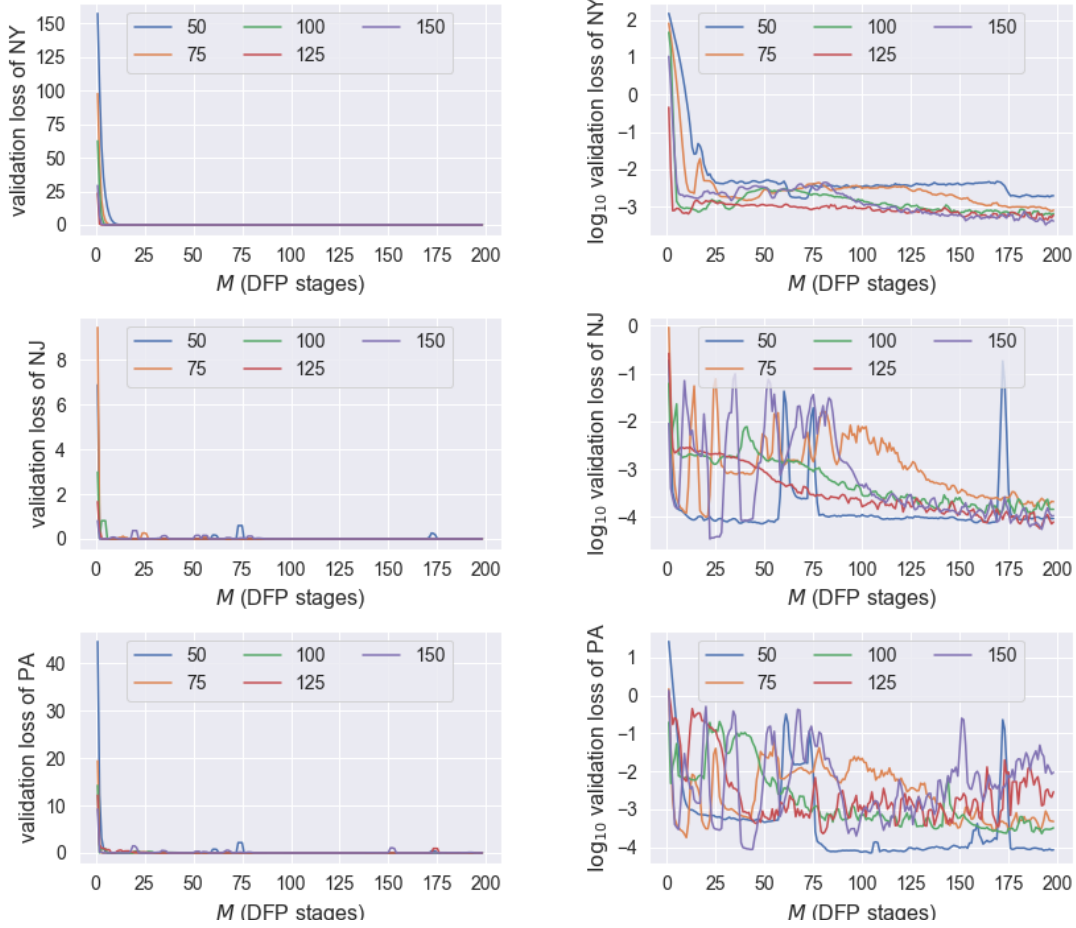 validation loss of NY
150
125
100
75
50
25
0
50 100 150
75 125
0 25 50 75 100 125 150 175 200
M (DFP stages)
log10 validation loss of NY
2
1
0
−1
−2
−3
50 100 150
75 125
0 25 50 75 100 125 150 175 200
M (DFP stages)
validation loss of NJ
8
6
4
2
0
50 100 150
75 125
0 25 50 75 100 125 150 175 200
M (DFP stages)
log10 validation loss of NJ
0
−1
−2
−3
−4
50 100 150
75 125
0 25 50 75 100 125 150 175 200
M (DFP stages)
validation loss of PA
40
30
20
10
0
50 100 150
75 125
0 25 50 75 100 125 150 175 200
M (DFP stages)
log10 validation loss of PA
1
0
−1
−2
−3
−4
50 100 150
75 125
0 25 50 75 100 125 150 175 200
M (DFP stages)